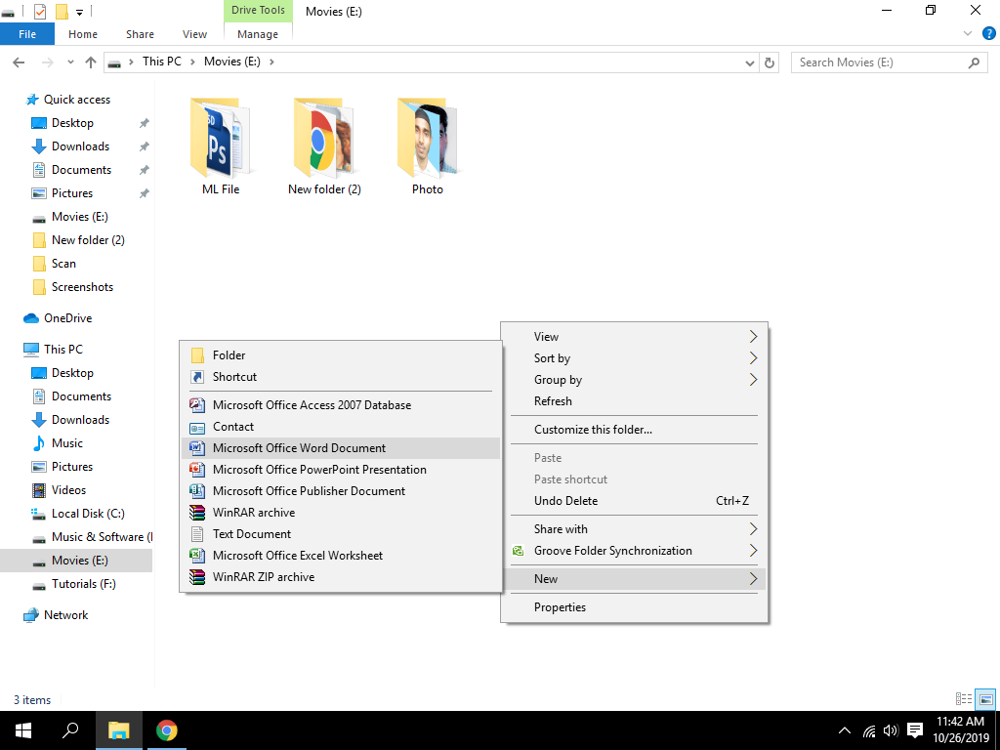 Drive Tools
Movies (E:)
File
Home
Share
View
Manage
This PC
Movies (E:)
Search Movies (E:)
Quick access
Desktop
Downloads
Documents
Pictures
Movies (E:)
New folder (2)
Scan
Screenshots
OneDrive
This PC
Desktop
Documents
Downloads
Music
Pictures
Videos
Local Disk (C:)
Music & Software (
Movies (E:)
Tutorials (F:)
Network
ML File
New folder (2)
Photo
Folder
Shortcut
Microsoft Office Access 2007 Database
Contact
Microsoft Office Word Document
Microsoft Office PowerPoint Presentation
Microsoft Office Publisher Document
WinRAR archive
Text Document
Microsoft Office Excel Worksheet
WinRAR ZIP archive
View
Sort by
Group by
Refresh
Customize this folder...
Paste
Paste shortcut
Undo Delete Ctrl+Z
Share with
Groove Folder Synchronization
New
Properties
3 items
11:42 AM
10/26/2019